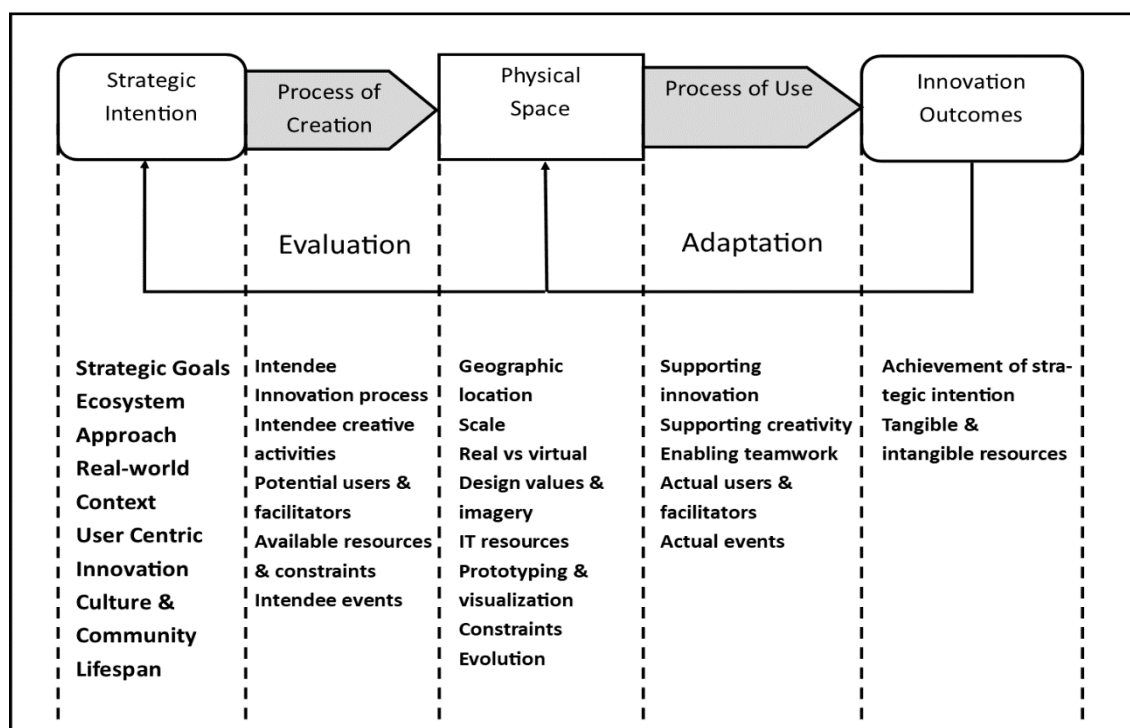 Strategic
Intention
Process of
Creation
Physical
Space
Process of Use
Innovation
Outcomes
Evaluation
Adaptation
Strategic Goals
Ecosystem
Approach
Real-world
Context
User Centric
Innovation
Culture &
Community
Lifespan
Intendee
Innovation process
Intendee creative
activities
Potential users &
facilitators
Available resources
& constraints
Intendee events
Geographic
location
Scale
Real vs virtual
Design values &
imagery
IT resources
Prototyping &
visualization
Constraints
Evolution
Supporting
innovation
Supporting creativity
Enabling teamwork
Actual users &
facilitators
Actual events
Achievement of stra-
tegic intention
Tangible &
intangible resources